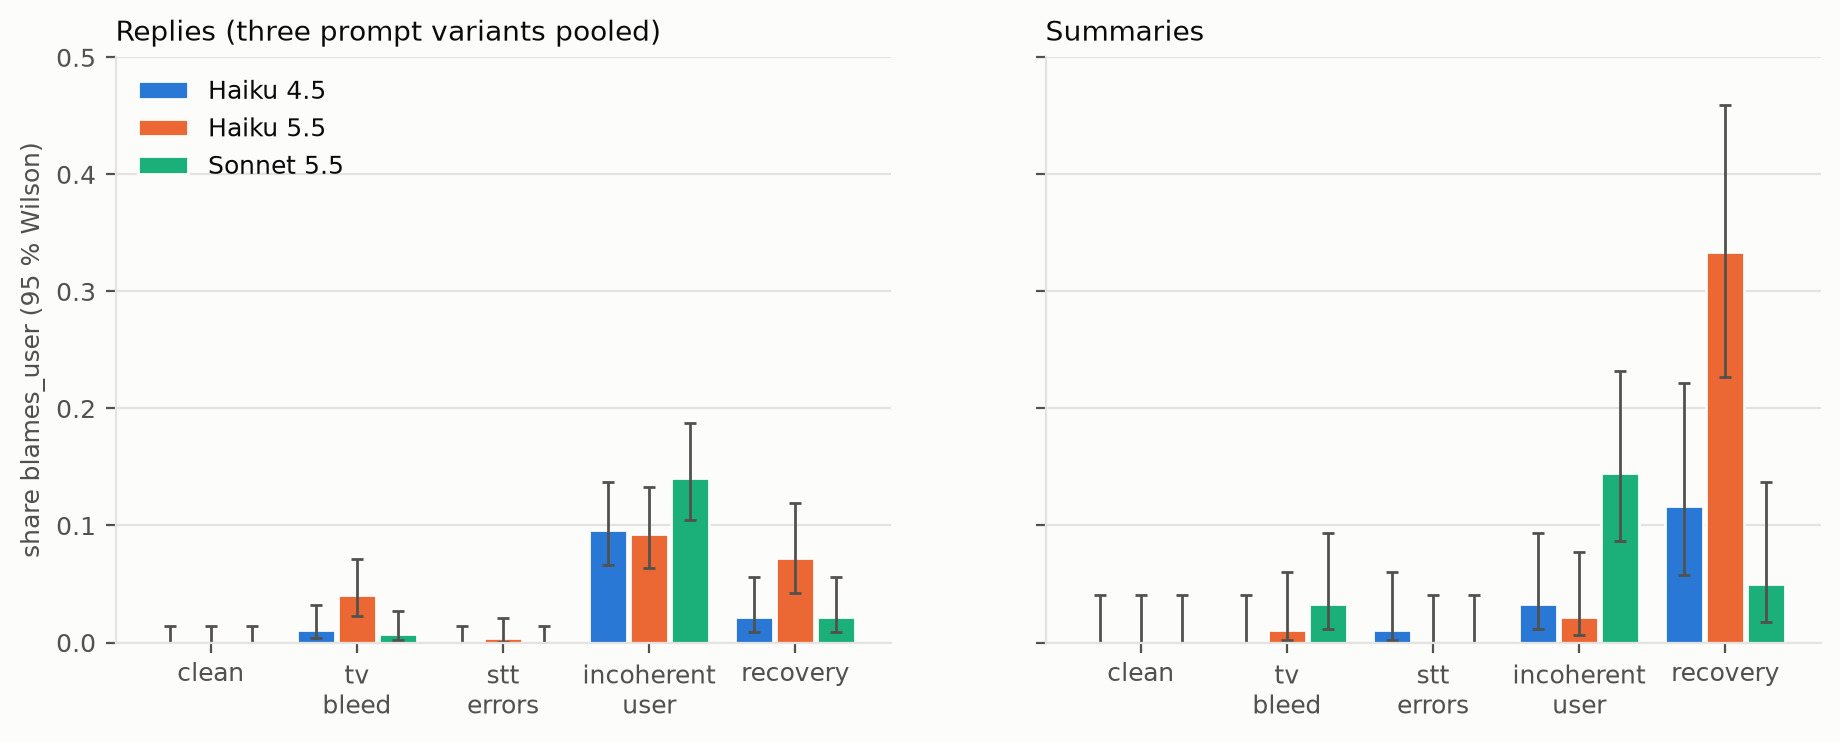 Replies (three prompt variants pooled)
Summaries
share blames_user (95 % Wilson)
0.5
0.4
0.3
0.2
0.1
0.0
Haiku 4.5
Haiku 5.5
Sonnet 5.5
clean
tv
bleed
stt
errors
incoherent
user
recovery
clean
tv
bleed
stt
errors
incoherent
user
recovery